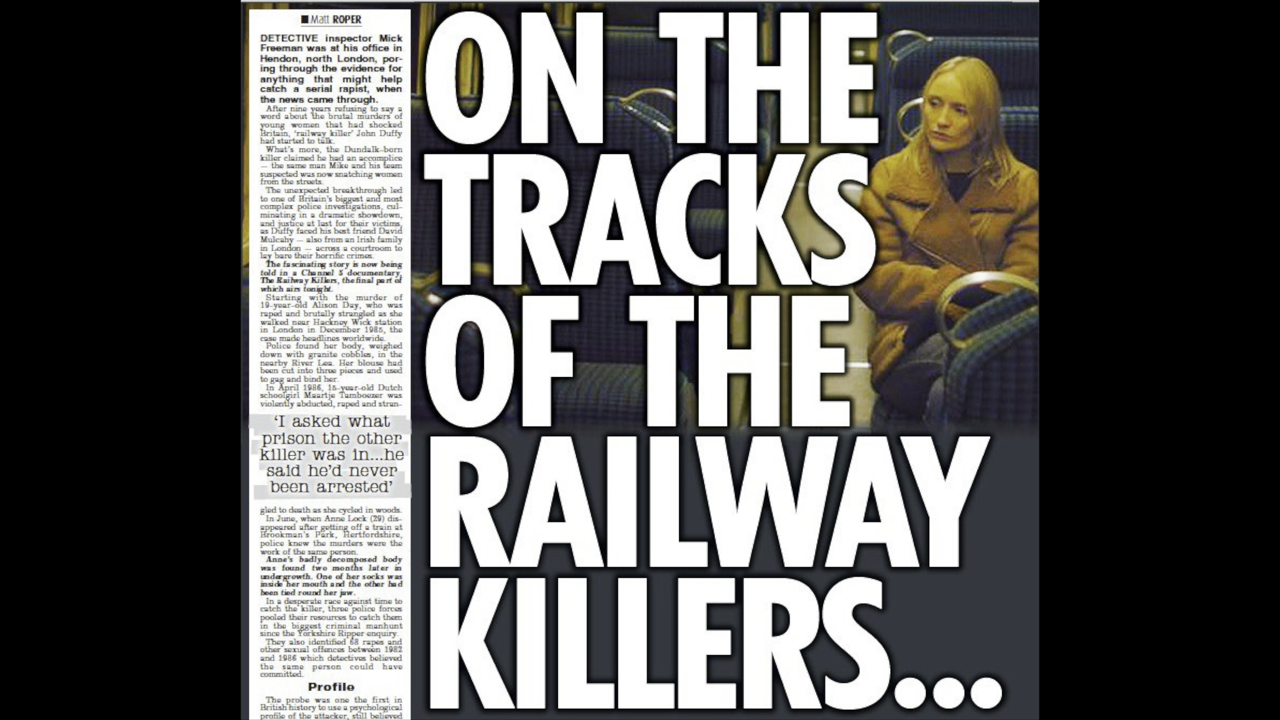 Matt ROPER
DETECTIVE inspector Mick
Freeman was at his office in
Hendon, north London, por-
ing through the evidence for
anything that might help
catch a serial rapist, when
the news came through.
After nine years refusing to say a
word about the brutal murders of
young women that had shocked
Britain, 'railway killer' John Duffy
had started to talk.
What's more, the Dundalk-born
killer claimed he had an accomplice
— the same man Mike and his team
suspected was now snatching women
from the streets.
The unexpected breakthrough led
to one of Britain's biggest and most
complex police investigations, cul-
minating in a dramatic showdown,
and justice at last for their victims,
as Duffy faced his best friend David
Mulcahy — also from an Irish family
in London — across a courtroom to
lay bare their horrific crimes.
The fascinating story is now being
told in a Channel 5 documentary,
The Railway Killers, the final part of
which airs tonight.
Starting with the murder of
19-year-old Alison Day, who was
raped and brutally strangled as she
walked near Hackney Wick station
in London in December 1985, the
case made headlines worldwide.
Police found her body, weighed
down with granite cobbles, in the
nearby River Lea. Her blouse had
been cut into three pieces and used
to gag and bind her.
In April 1986, 15-year-old Dutch
schoolgirl Maartje Tamboezer was
violently abducted, raped and stran-
'I asked what
prison the other
killer was in...he
said he'd never
been arrested'
gled to death as she cycled in woods.
In June, when Anne Lock (29) dis-
appeared after getting off a train at
Brookman's Park, Hertfordshire,
police knew the murders were the
work of the same person.
Anne's badly decomposed body
was found two months later in
undergrowth. One of her socks was
inside her mouth and the other had
been tied round her jaw.
In a desperate race against time to
catch the killer, three police forces
pooled their resources to catch them
in the biggest criminal manhunt
since the Yorkshire Ripper enquiry.
They also identified 68 rapes and
other sexual offences between 1982
and 1986 which detectives believed
the same person could have
committed.
Profile
The probe was one the first in
British history to use a psychological
profile of the attacker, still believed
ON THE
TRACKS
OF THE
RAILWAY
KILLERS...